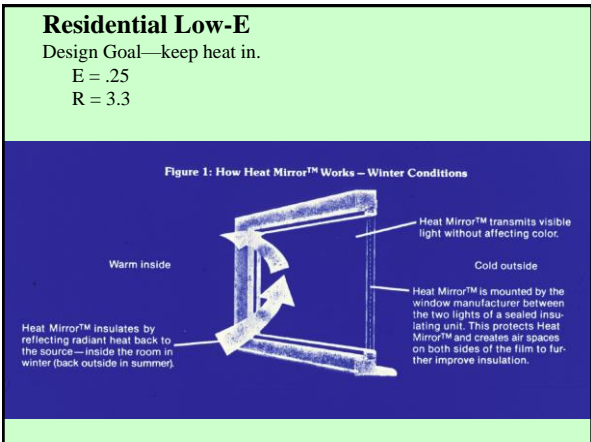 Residential Low-E
Design Goal—keep heat in.
E = .25
R = 3.3
Figure 1: How Heat Mirror™ Works – Winter Conditions
Heat Mirror™ transmits visible
light without affecting color.
Warm inside
Cold outside
Heat Mirror™ is mounted by the
window manufacturer between
the two lights of a sealed insu-
lating unit. This protects Heat
Mirror™ and creates air spaces
on both sides of the film to fur-
ther improve insulation.
Heat Mirror™ insulates by
reflecting radiant heat back to
the source—inside the room in
winter (back outside in summer).